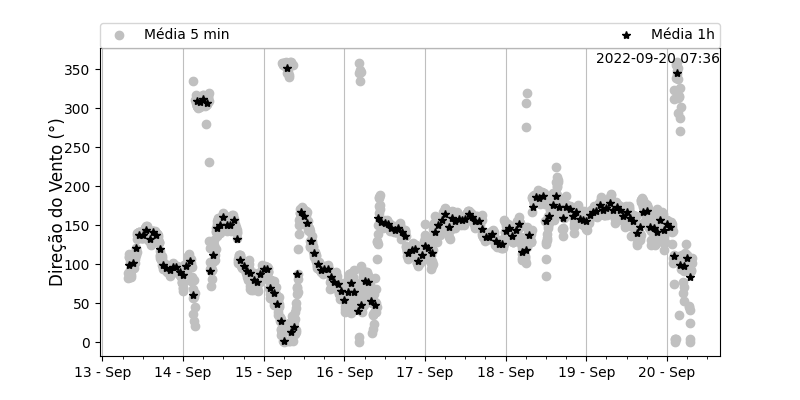 Média 5 min
Média 1h
2022-09-20 07:36
Direção do Vento (°)
350
300
250
200
150
100
50
0
13 - Sep
14 - Sep
15 - Sep
16 - Sep
17 - Sep
18 - Sep
19 - Sep
20 - Sep